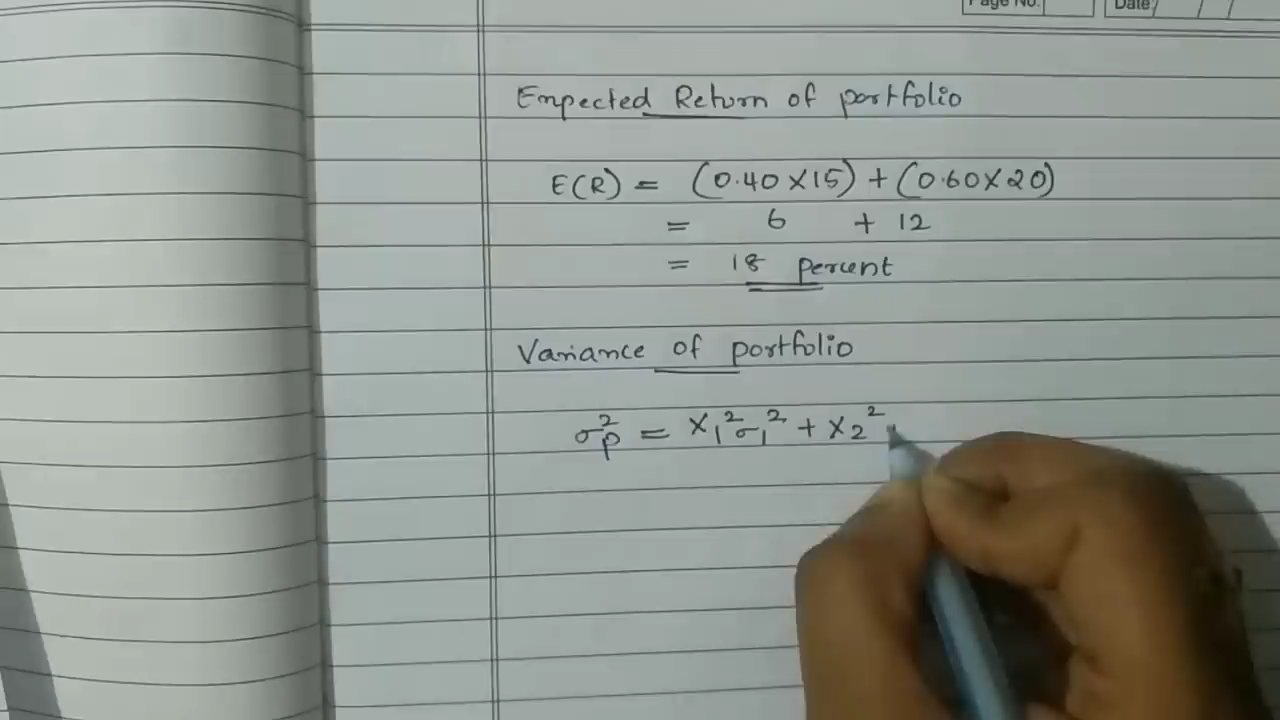 Page No. Date
Expected Return of portfolio
E(R) = (0.40 X 15) + (0.60 X 20)
= 6 + 12
= 18 percent
Variance of portfolio
σp² = X₁²σ₁² + X₂²